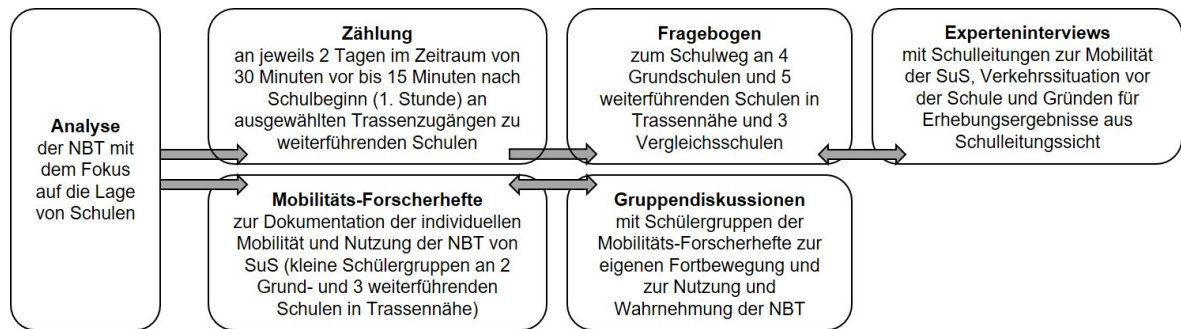 Analyse
der NBT mit
dem Fokus
auf die Lage
von Schulen
Zählung
an jeweils 2 Tagen im Zeitraum von
30 Minuten vor bis 15 Minuten nach
Schulbeginn (1. Stunde) an
ausgewählten Trassenzugängen zu
weiterführenden Schulen
Fragebogen
zum Schulweg an 4
Grundschulen und 5
weiterführenden Schulen in
Trassennähe und 3
Vergleichsschulen
Experteninterviews
mit Schulleitungen zur Mobilität
der SuS, Verkehrssituation vor
der Schule und Gründen für
Erhebungsergebnisse aus
Schulleitungssicht
Mobilitäts-Forscherhefte
zur Dokumentation der individuellen
Mobilität und Nutzung der NBT von
SuS (kleine Schülergruppen an 2
Grund- und 3 weiterführenden
Schulen in Trassennähe)
Gruppendiskussionen
mit Schülergruppen der
Mobilitäts-Forscherhefte zur
eigenen Fortbewegung und
zur Nutzung und
Wahrnehmung der NBT